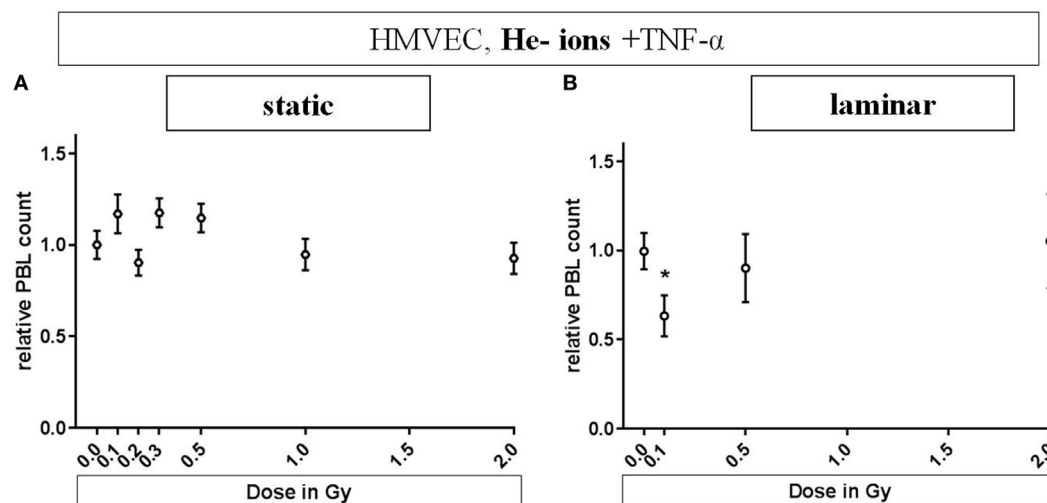 HMVEC, He- ions +TNF-α
A
static
relative PBL count
1.5
1.0
0.5
0.0
0.0 0.1 0.2 0.3 0.5 1.0 1.5 2.0
Dose in Gy
B
laminar
relative PBL count
1.5
1.0
0.5
0.0
*
0.0 0.1 0.5 1.0 1.5 2.0
Dose in Gy